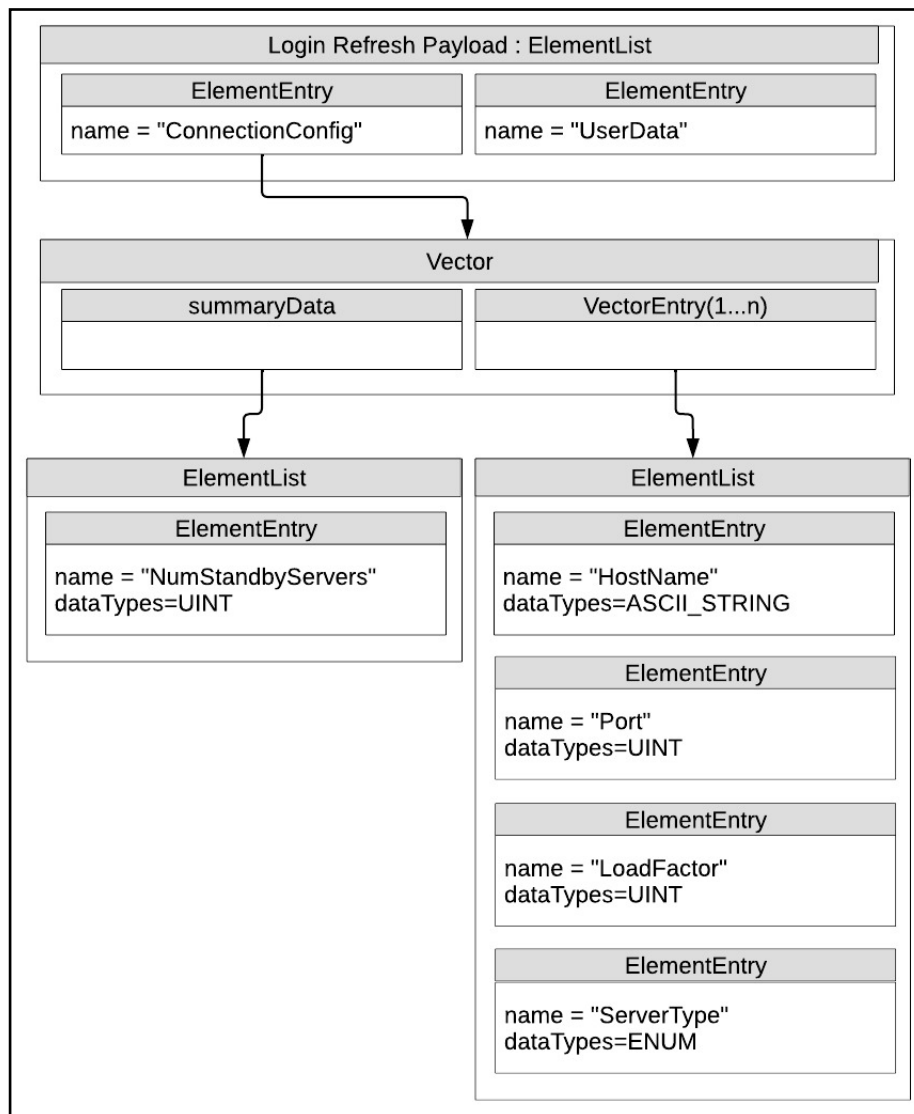 Login Refresh Payload : ElementList
ElementEntry
name = "ConnectionConfig"
ElementEntry
name = "UserData"
Vector
summaryData
VectorEntry(1...n)
ElementList
ElementEntry
name = "NumStandbyServers"
dataTypes=UINT
ElementList
ElementEntry
name = "HostName"
dataTypes=ASCII_STRING
ElementEntry
name = "Port"
dataTypes=UINT
ElementEntry
name = "LoadFactor"
dataTypes=UINT
ElementEntry
name = "ServerType"
dataTypes=ENUM